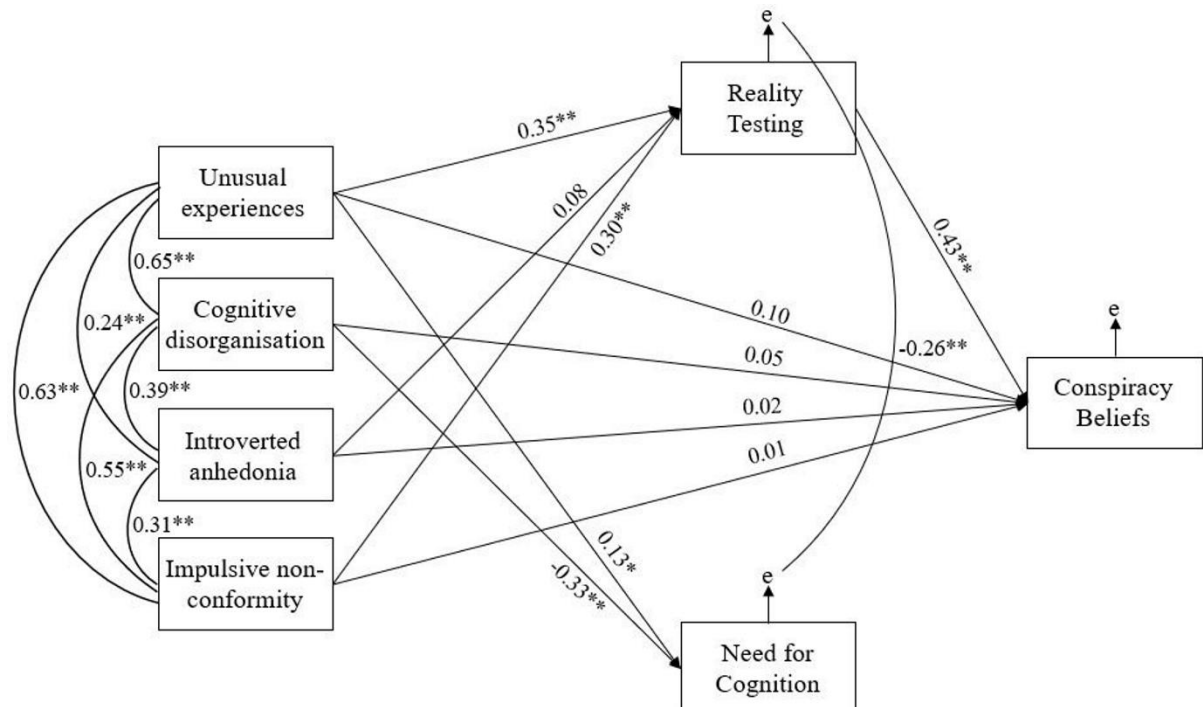 e
Reality
Testing
0.35**
Unusual
experiences
0.08
0.30**
0.65**
0.43**
Cognitive
disorganisation
0.24**
0.10
e
-0.26**
0.05
Conspiracy
Beliefs
0.63**
0.39**
0.02
Introverted
anhedonia
0.01
0.55**
0.31**
Impulsive non-
conformity
0.13*
-0.33**
e
Need for
Cognition